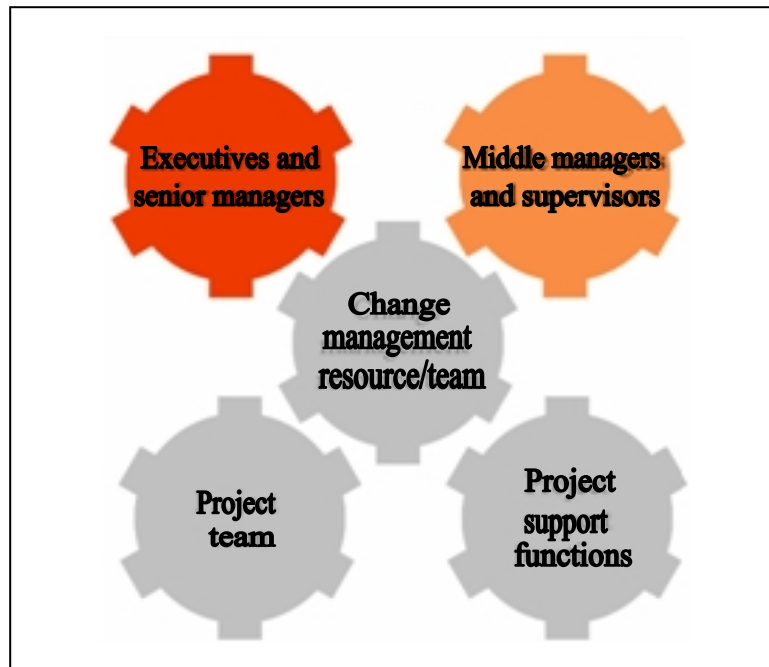 Executives and
senior managers
Middle managers
and supervisors
Change
management
resource/team
Project
team
Project
support
functions